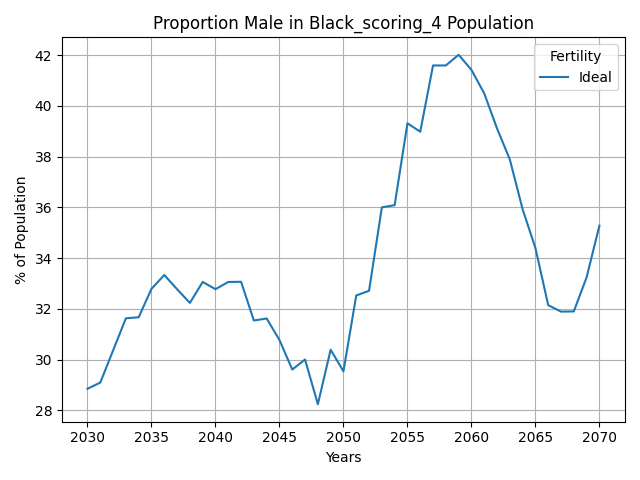 Proportion Male in Black_scoring_4 Population
Fertility
Ideal
42
40
38
36
34
32
30
28
% of Population
2030 2035 2040 2045 2050 2055 2060 2065 2070
Years